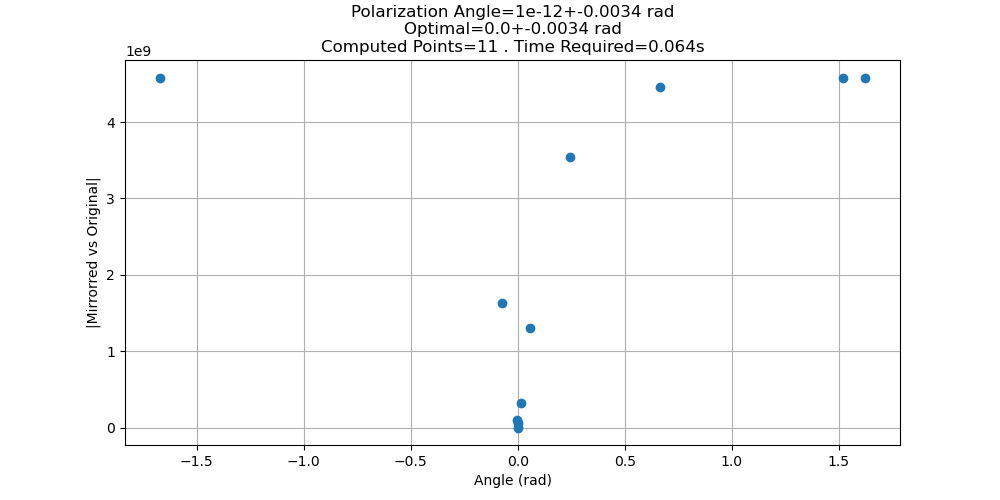 Polarization Angle=1e-12+-0.0034 rad
Optimal=0.0+-0.0034 rad
Computed Points=11 . Time Required=0.064s
1e9
4
3
2
1
0
|Mirrorred vs Original|
−1.5 −1.0 −0.5 0.0 0.5 1.0 1.5
Angle (rad)